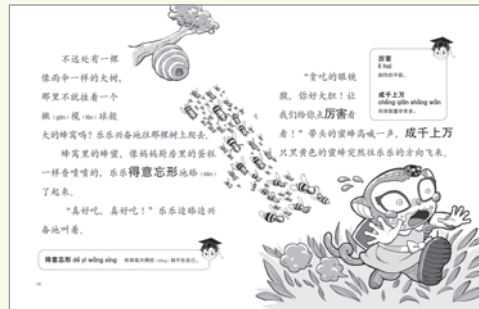 不远处有一棵
像雨伞一样的大树，
那里不就挂着一个
橄（gǎn）榄（lǎn）球般
大的蜂窝吗？乐乐兴奋地往那棵树上爬去。
蜂窝里的蜂蜜，像妈妈厨房里的蛋糕
一样香喷喷的。乐乐得意忘形地舔（tiǎn）
了起来。
“真好吃，真好吃！”乐乐边舔边兴
奋地叫着。
得意忘形 dé yì wàng xíng
“贪吃的眼镜
猴，你好大胆！让
我们给你点厉害看
看！”带头的蜜蜂高喊一声，成千上万
只黑黄色的蜜蜂突然往乐乐的方向飞来。
厉害
lì hai
成千上万
chéng qiān shàng wàn